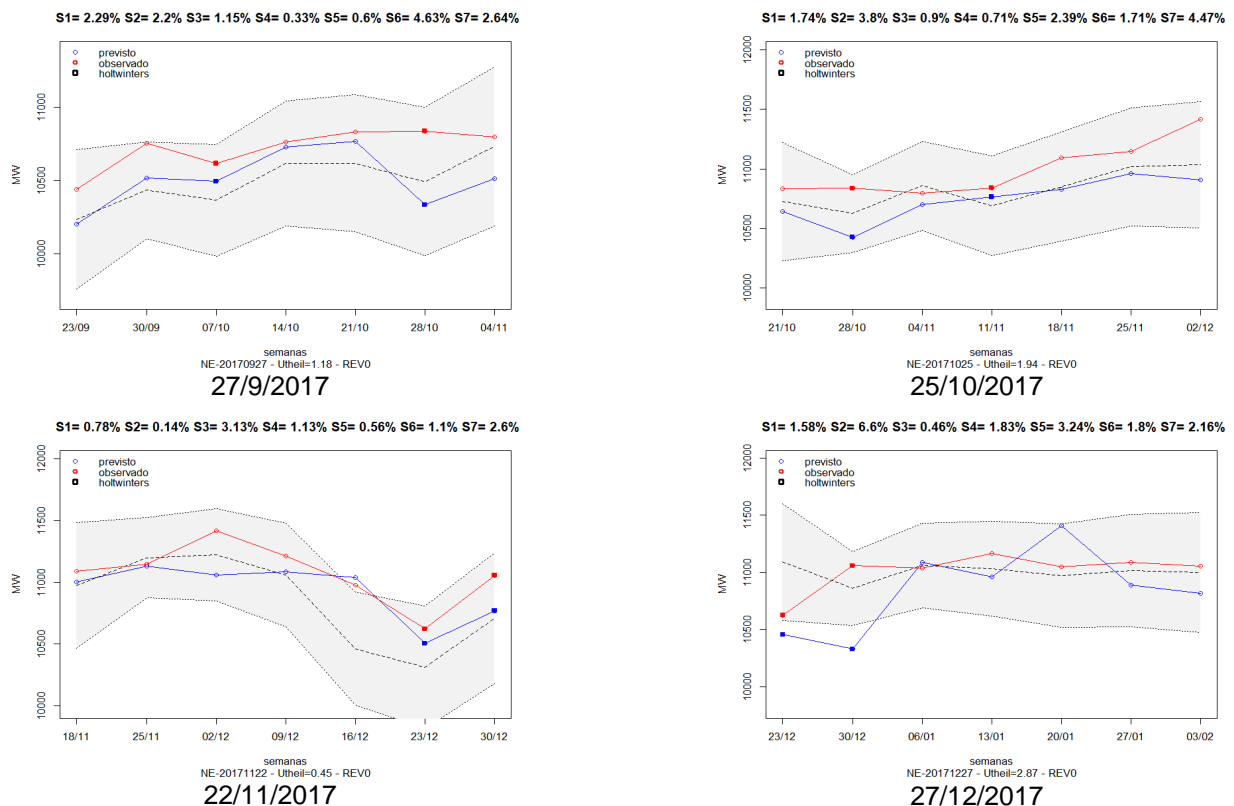 S1= 2.29% S2= 2.2% S3= 1.15% S4= 0.33% S5= 0.6% S6= 4.63% S7= 2.64%
previsto
observado
holtwinters
MW
11000
10500
10000
23/09 30/09 07/10 14/10 21/10 28/10 04/11
semanas
NE-20170927 - Utheil=1.18 - REV0
27/9/2017
S1= 1.74% S2= 3.8% S3= 0.9% S4= 0.71% S5= 2.39% S6= 1.71% S7= 4.47%
previsto
observado
holtwinters
MW
12000
11500
11000
10500
10000
21/10 28/10 04/11 11/11 18/11 25/11 02/12
semanas
NE-20171025 - Utheil=1.94 - REV0
25/10/2017
S1= 0.78% S2= 0.14% S3= 3.13% S4= 1.13% S5= 0.56% S6= 1.1% S7= 2.6%
previsto
observado
holtwinters
MW
12000
11500
11000
10500
10000
18/11 25/11 02/12 09/12 16/12 23/12 30/12
semanas
NE-20171122 - Utheil=0.45 - REV0
22/11/2017
S1= 1.58% S2= 6.6% S3= 0.46% S4= 1.83% S5= 3.24% S6= 1.8% S7= 2.16%
previsto
observado
holtwinters
MW
12000
11500
11000
10500
10000
23/12 30/12 06/01 13/01 20/01 27/01 03/02
semanas
NE-20171227 - Utheil=2.87 - REV0
27/12/2017